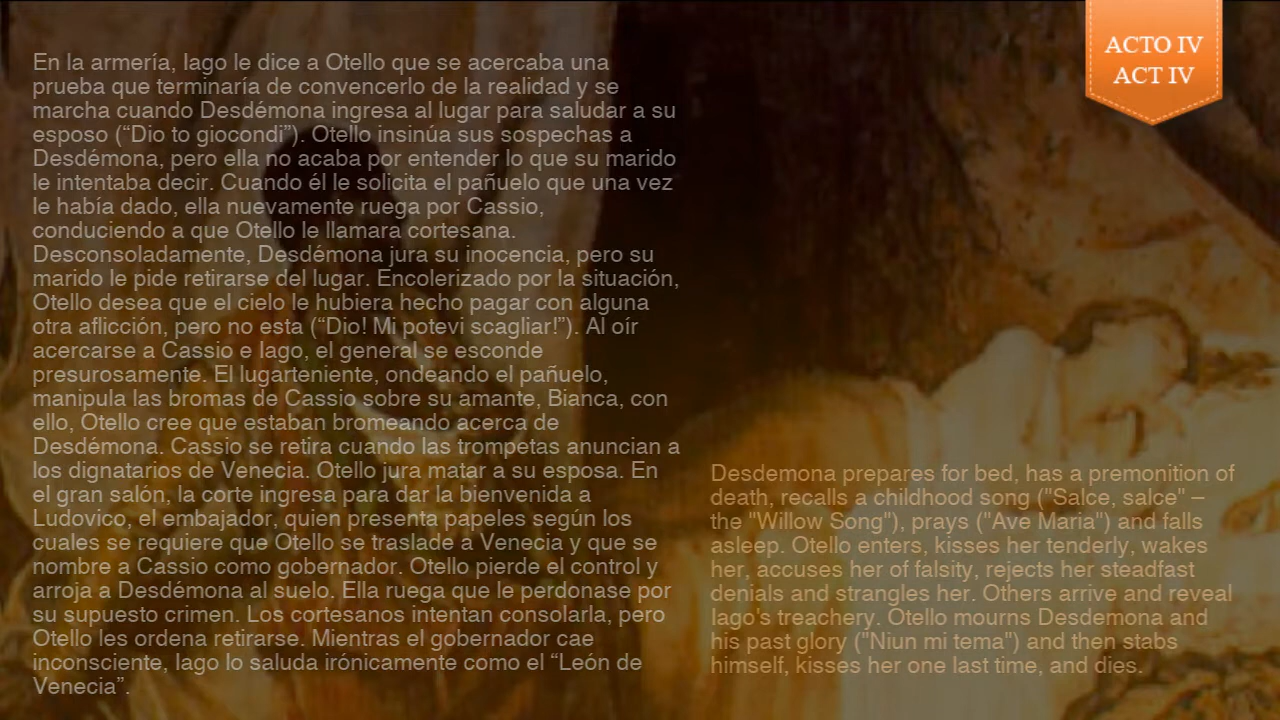 ACTO IV
ACT IV
En la armería, Iago le dice a Otello que se acercaba una
prueba que terminaría de convencerlo de la realidad y se
marcha cuando Desdémona ingresa al lugar para saludar a su
esposo (“Dio to giocondi”). Otello insinúa sus sospechas a
Desdémona, pero ella no acaba por entender lo que su marido
le intentaba decir. Cuando él le solicita el pañuelo que una vez
le había dado, ella nuevamente ruega por Cassio,
conduciendo a que Otello le llamara cortesana.
Desconsoladamente, Desdémona jura su inocencia, pero su
marido le pide retirarse del lugar. Encolerizado por la situación,
Otello desea que el cielo le hubiera hecho pagar con alguna
otra aflicción, pero no esta (“Dio! Mi potevi scagliar!”). Al oír
acercarse a Cassio e Iago, el general se esconde
presurosamente. El lugarteniente, ondeando el pañuelo,
manipula las bromas de Cassio sobre su amante, Bianca, con
ello, Otello cree que estaban bromeando acerca de
Desdémona. Cassio se retira cuando las trompetas anuncian a
los dignatarios de Venecia. Otello jura matar a su esposa. En
el gran salón, la corte ingresa para dar la bienvenida a
Ludovico, el embajador, quien presenta papeles según los
cuales se requiere que Otello se traslade a Venecia y que se
nombre a Cassio como gobernador. Otello pierde el control y
arroja a Desdémona al suelo. Ella ruega que le perdonase por
su supuesto crimen. Los cortesanos intentan consolarla, pero
Otello les ordena retirarse. Mientras el gobernador cae
inconsciente, Iago lo saluda irónicamente como el “León de
Venecia”.
Desdemona prepares for bed, has a premonition of
death, recalls a childhood song ("Salce, salce" –
the "Willow Song"), prays ("Ave Maria") and falls
asleep. Otello enters, kisses her tenderly, wakes
her, accuses her of falsity, rejects her steadfast
denials and strangles her. Others arrive and reveal
Iago's treachery. Otello mourns Desdemona and
his past glory ("Niun mi tema") and then stabs
himself, kisses her one last time, and dies.